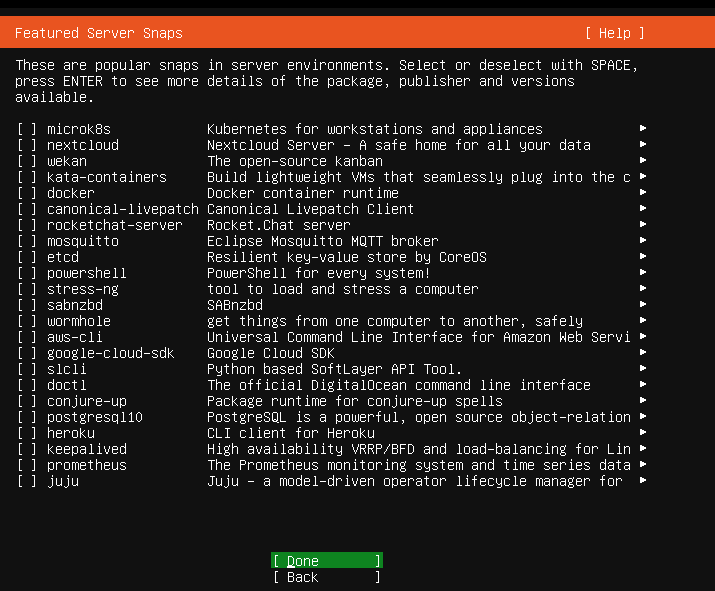 Featured Server Snaps [ Help ]
These are popular snaps in server environments. Select or deselect with SPACE,
press ENTER to see more details of the package, publisher and versions
available.
[ ] microk8s Kubernetes for workstations and appliances ▸
[ ] nextcloud Nextcloud Server - A safe home for all your data ▸
[ ] wekan The open-source kanban ▸
[ ] kata-containers Build lightweight VMs that seamlessly plug into the c ▸
[ ] docker Docker container runtime ▸
[ ] canonical-livepatch Canonical Livepatch Client ▸
[ ] rocketchat-server Rocket.Chat server ▸
[ ] mosquitto Eclipse Mosquitto MQTT broker ▸
[ ] etcd Resilient key-value store by CoreOS ▸
[ ] powershell PowerShell for every system! ▸
[ ] stress-ng tool to load and stress a computer ▸
[ ] sabnzbd SABnzbd ▸
[ ] wormhole get things from one computer to another, safely ▸
[ ] aws-cli Universal Command Line Interface for Amazon Web Servi ▸
[ ] google-cloud-sdk Google Cloud SDK ▸
[ ] slcli Python based SoftLayer API Tool. ▸
[ ] doctl The official DigitalOcean command line interface ▸
[ ] conjure-up Package runtime for conjure-up spells ▸
[ ] postgresql10 PostgreSQL is a powerful, open source object-relation ▸
[ ] heroku CLI client for Heroku ▸
[ ] keepalived High availability VRRP/BFD and load-balancing for Lin ▸
[ ] prometheus The Prometheus monitoring system and time series data ▸
[ ] juju Juju - a model-driven operator lifecycle manager for ▸
[ Done ]
[ Back ]